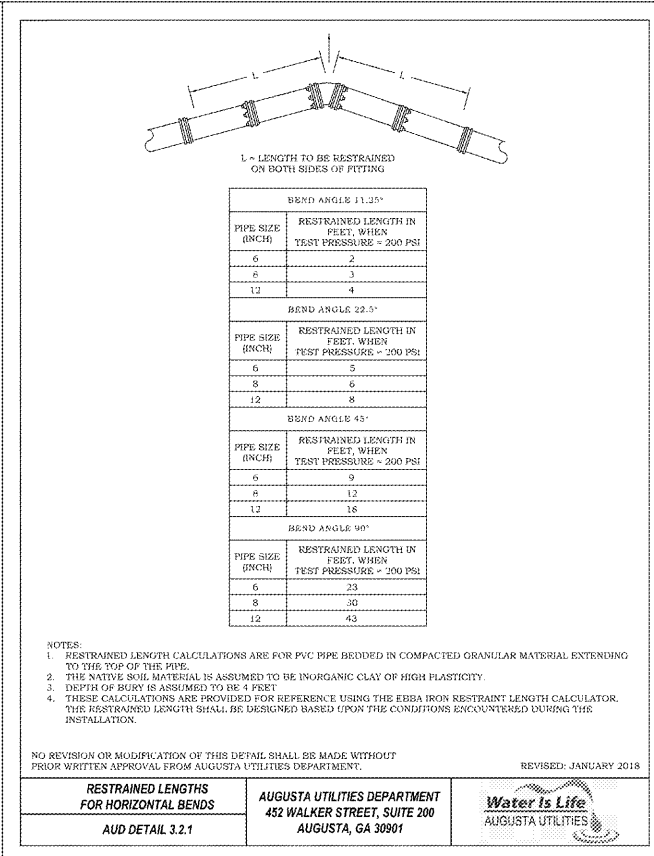 L
L
L = LENGTH TO BE RESTRAINED
ON BOTH SIDES OF FITTING
BEND ANGLE 11.25°
PIPE SIZE (INCH) RESTRAINED LENGTH IN FEET, WHEN TEST PRESSURE = 200 PSI
6 2
8 3
12 4
BEND ANGLE 22.5°
PIPE SIZE (INCH) RESTRAINED LENGTH IN FEET, WHEN TEST PRESSURE = 200 PSI
6 5
8 6
12 8
BEND ANGLE 45°
PIPE SIZE (INCH) RESTRAINED LENGTH IN FEET, WHEN TEST PRESSURE = 200 PSI
6 9
8 12
12 18
BEND ANGLE 90°
PIPE SIZE (INCH) RESTRAINED LENGTH IN FEET, WHEN TEST PRESSURE = 200 PSI
6 23
8 30
12 43
NOTES:
1. RESTRAINED LENGTH CALCULATIONS ARE FOR PVC PIPE BEDDED IN COMPACTED GRANULAR MATERIAL EXTENDING
TO THE TOP OF THE PIPE.
2. THE NATIVE SOIL MATERIAL IS ASSUMED TO BE INORGANIC CLAY OF HIGH PLASTICITY.
3. DEPTH OF BURY IS ASSUMED TO BE 4 FEET
4. THESE CALCULATIONS ARE PROVIDED FOR REFERENCE USING THE EBBA IRON RESTRAINT LENGTH CALCULATOR.
THE RESTRAINED LENGTH SHALL BE DESIGNED BASED UPON THE CONDITIONS ENCOUNTERED DURING THE
INSTALLATION.
NO REVISION OR MODIFICATION OF THIS DETAIL SHALL BE MADE WITHOUT
PRIOR WRITTEN APPROVAL FROM AUGUSTA UTILITIES DEPARTMENT.
REVISED: JANUARY 2018
RESTRAINED LENGTHS
FOR HORIZONTAL BENDS
AUD DETAIL 3.2.1
AUGUSTA UTILITIES DEPARTMENT
452 WALKER STREET, SUITE 200
AUGUSTA, GA 30901
Water Is Life
AUGUSTA UTILITIES